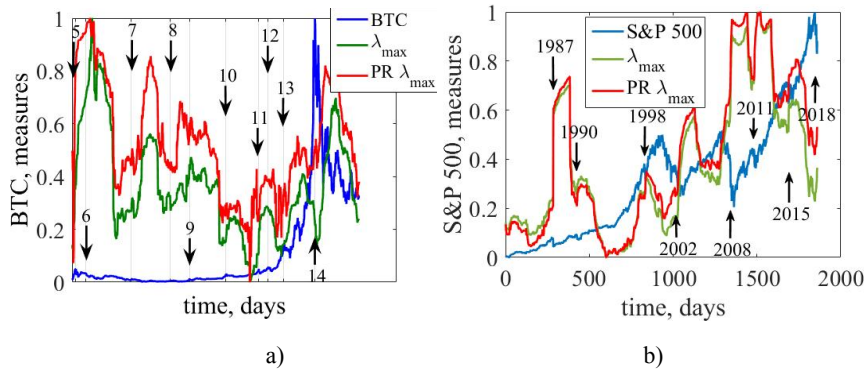 a)
BTC
λmax
PR λmax
5
7
8
12
10
11
13
6
9
14
1
0.8
0.6
0.4
0.2
0
BTC, measures
time, days
b)
S&P 500
λmax
PR λmax
1987
1990
1998
2011
2018
2002
2008
2015
1
0.8
0.6
0.4
0.2
0
0 500 1000 1500 2000
S&P 500, measures
time, days
a) b)